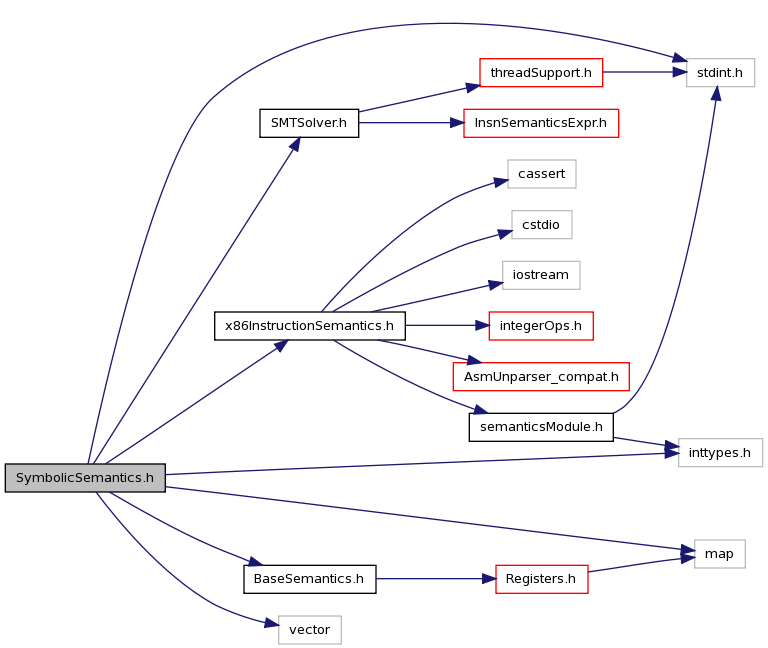 threadSupport.h
stdint.h
SMTSolver.h
InsnSemanticsExpr.h
cassert
cstdio
iostream
x86InstructionSemantics.h
integerOps.h
AsmUnparser_compat.h
semanticsModule.h
inttypes.h
SymbolicSemantics.h
map
BaseSemantics.h
Registers.h
vector